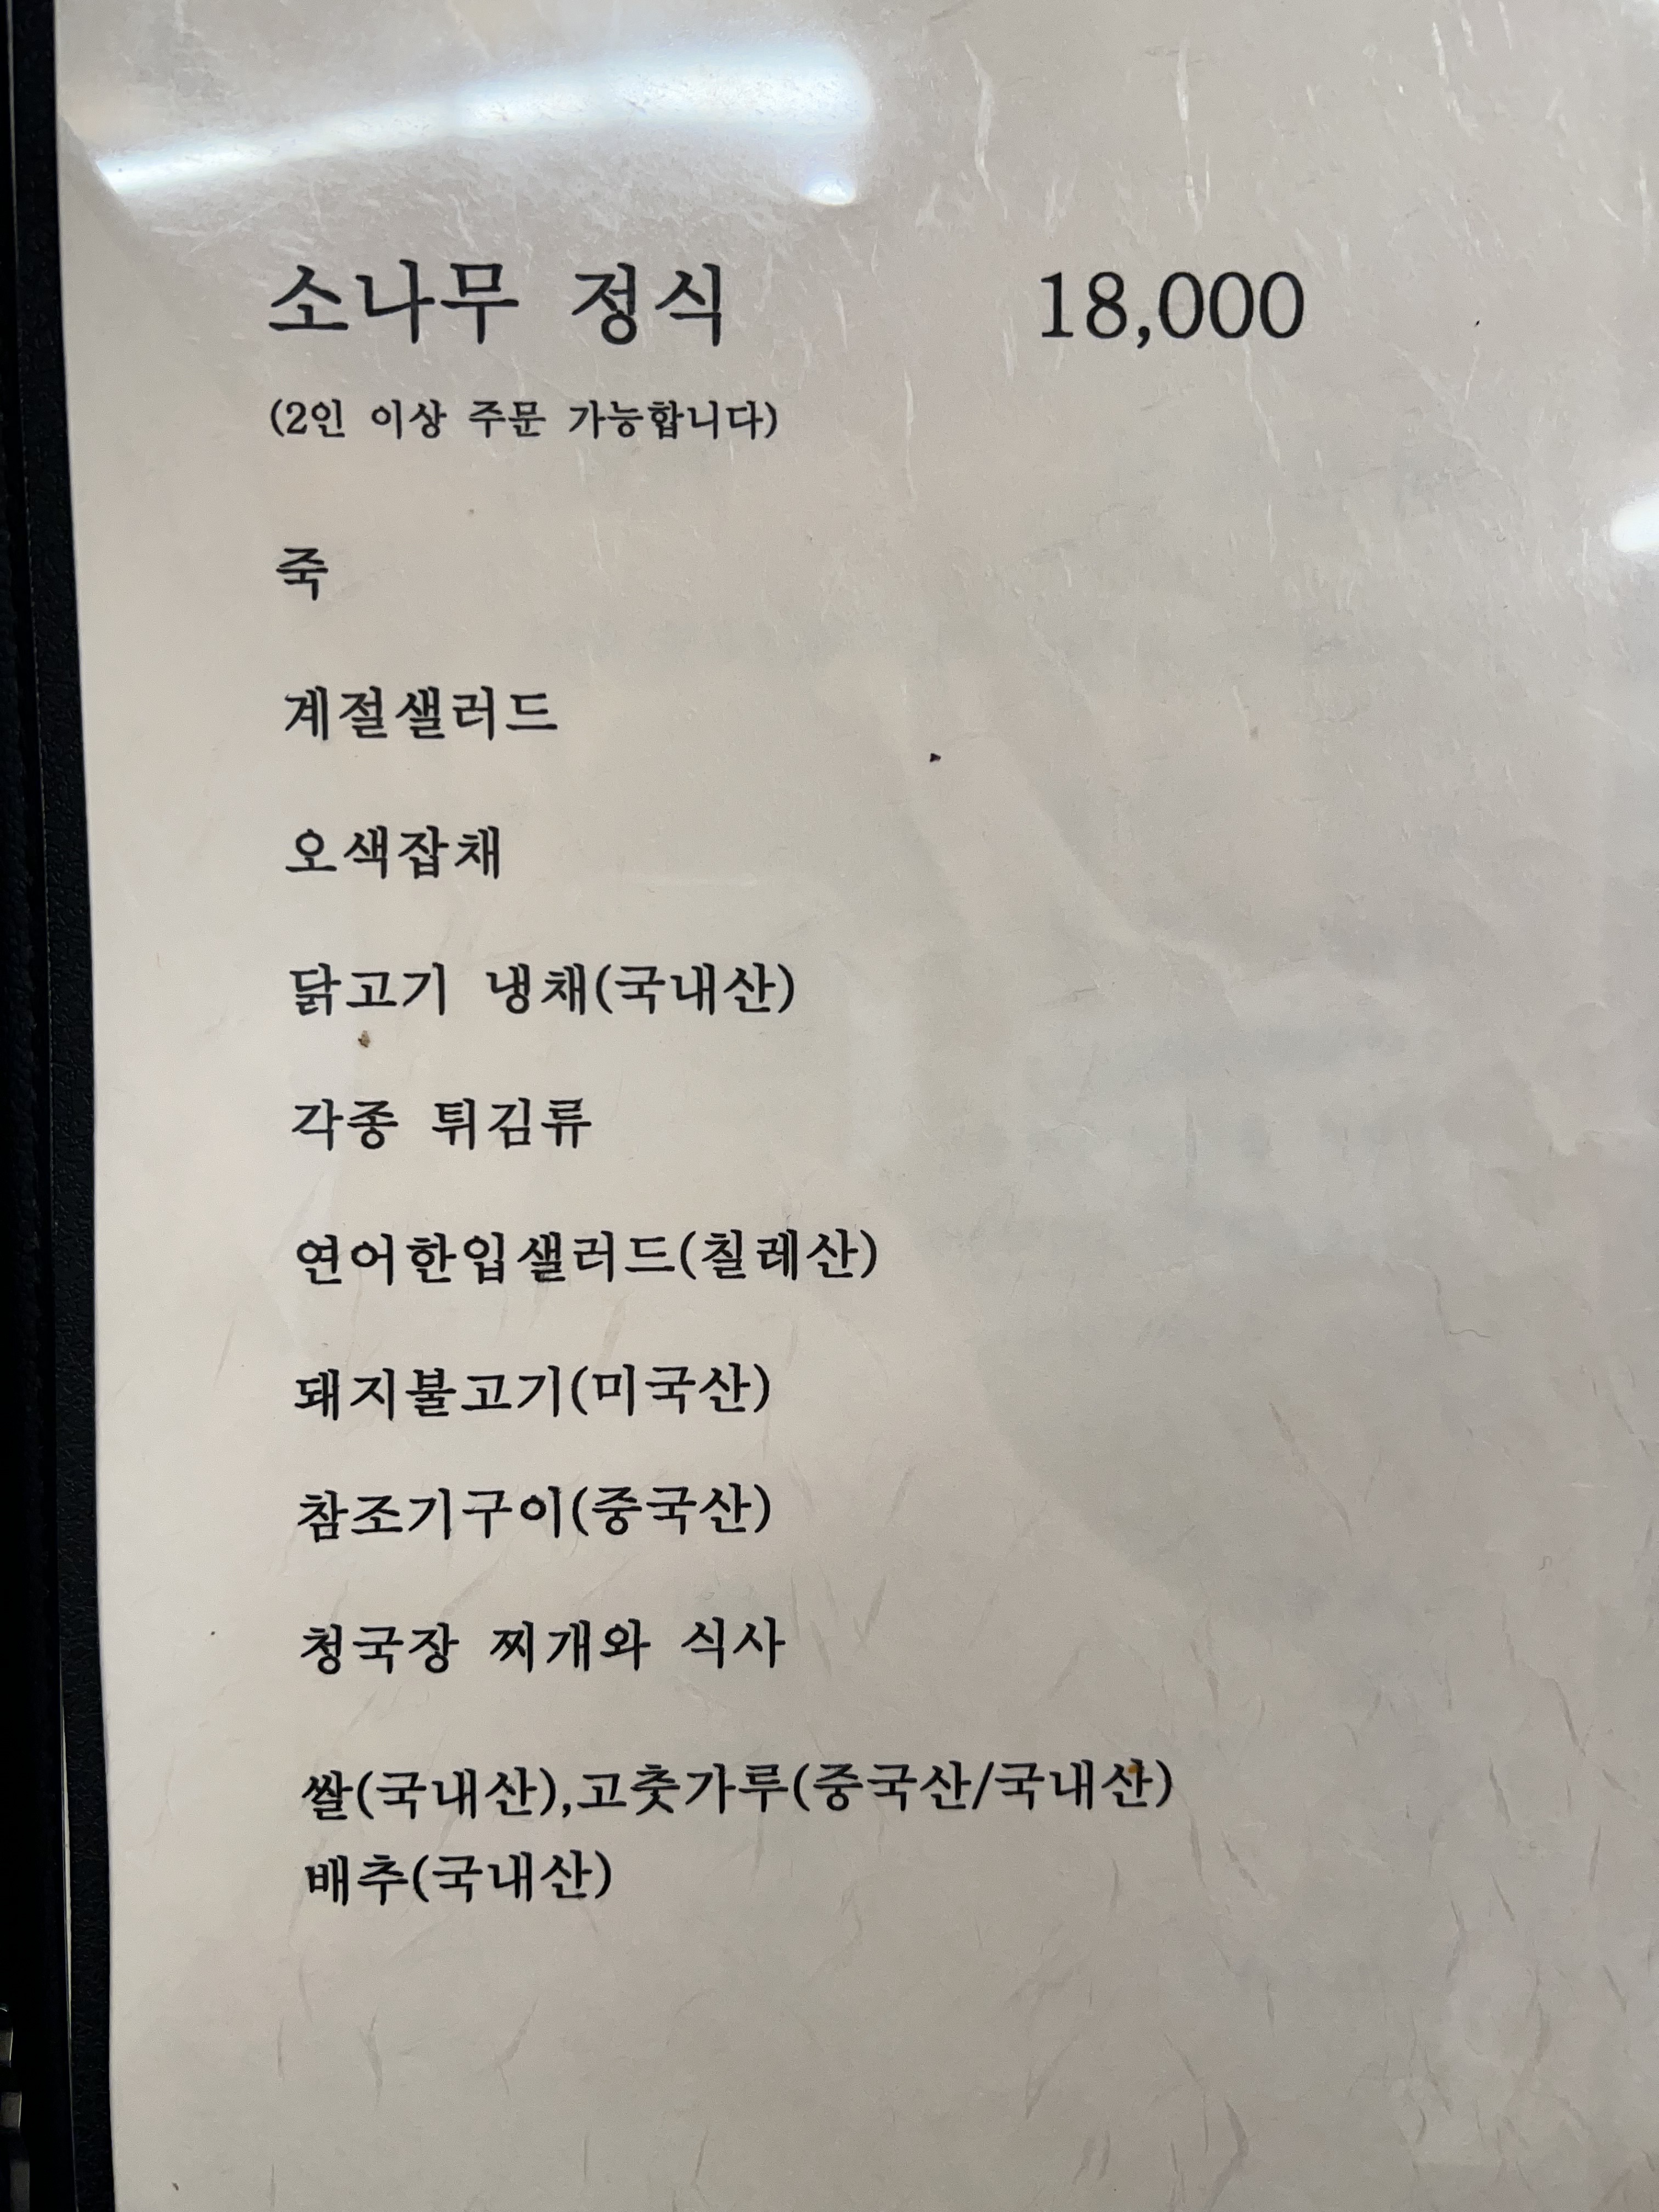 소나무 정식 18,000
(2인 이상 주문 가능합니다)
죽
계절샐러드
오색잡채
닭고기 냉채(국내산)
각종 튀김류
연어한입샐러드(칠레산)
돼지불고기(미국산)
참조기구이(중국산)
청국장 찌개와 식사
쌀(국내산),고춧가루(중국산/국내산)
배추(국내산)